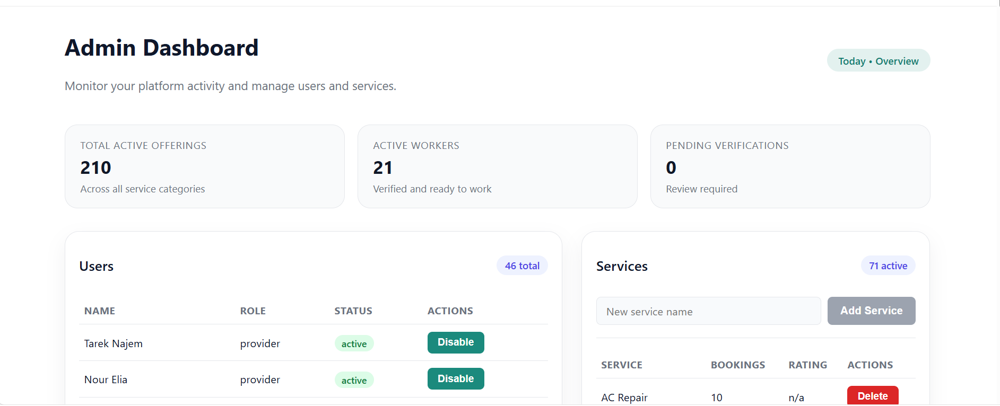 Admin Dashboard
Today • Overview
Monitor your platform activity and manage users and services.
TOTAL ACTIVE OFFERINGS
210
Across all service categories
ACTIVE WORKERS
21
Verified and ready to work
PENDING VERIFICATIONS
0
Review required
Users
46 total
NAME ROLE STATUS ACTIONS
Tarek Najem provider active Disable
Nour Elia provider active Disable
Services
71 active
New service name
Add Service
SERVICE BOOKINGS RATING ACTIONS
AC Repair 10 n/a Delete